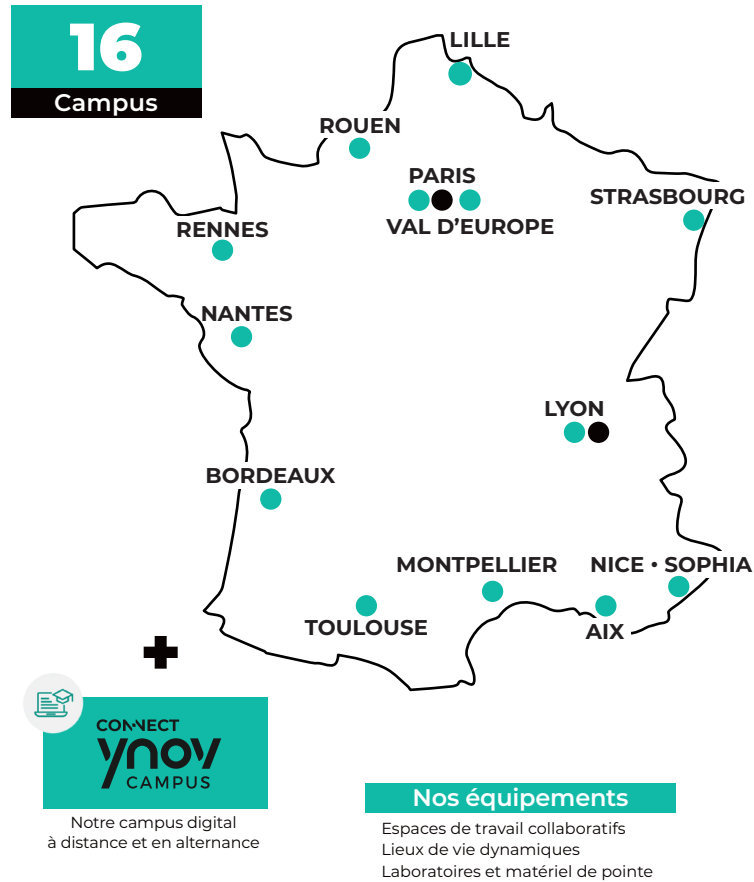 16
Campus
LILLE
ROUEN
PARIS
VAL D'EUROPE
STRASBOURG
RENNES
NANTES
LYON
BORDEAUX
MONTPELLIER
NICE • SOPHIA
TOULOUSE
AIX
CONNECT
YNOV
CAMPUS
Notre campus digital
à distance et en alternance
Nos équipements
Espaces de travail collaboratifs
Lieux de vie dynamiques
Laboratoires et matériel de pointe